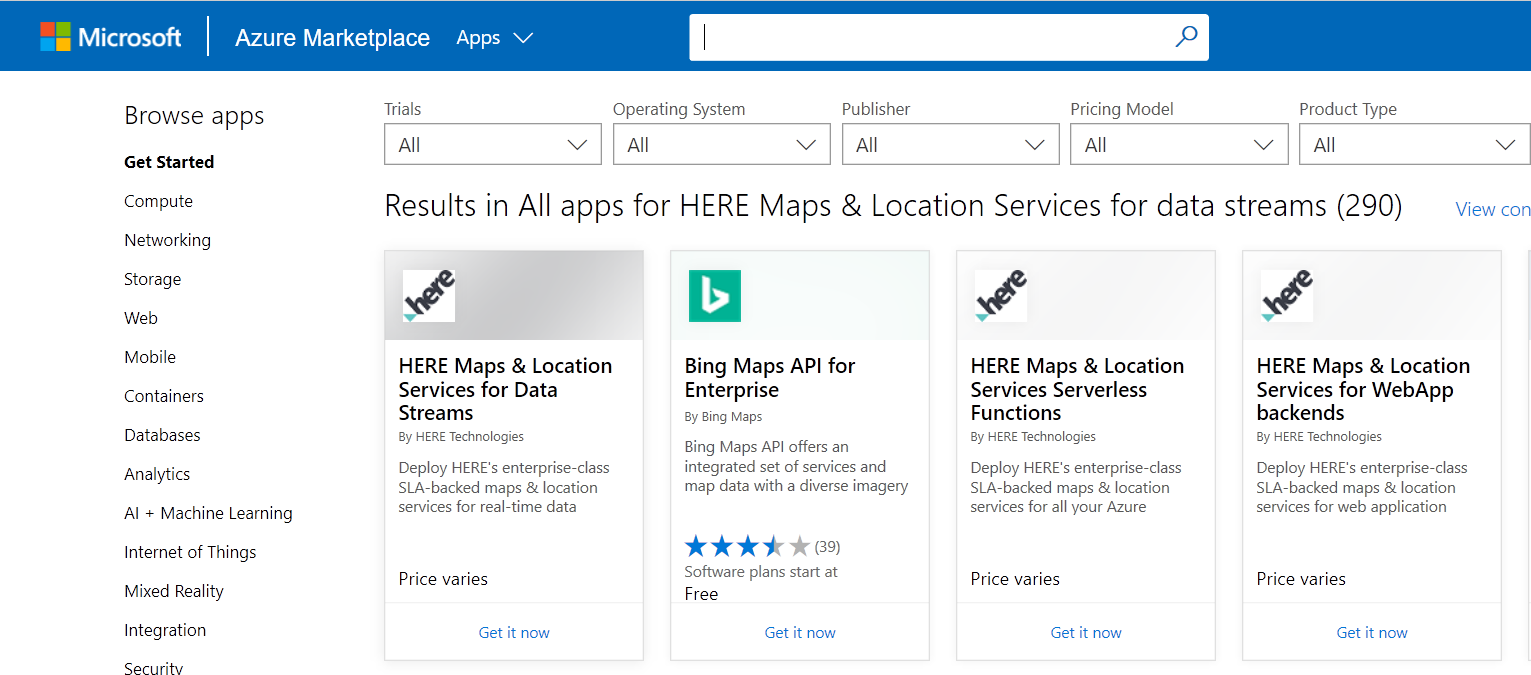 Microsoft Azure Marketplace Apps
Browse apps
Get Started
Compute
Networking
Storage
Web
Mobile
Containers
Databases
Analytics
AI + Machine Learning
Internet of Things
Mixed Reality
Integration
Security
Trials Operating System Publisher Pricing Model Product Type
All All All All All
Results in All apps for HERE Maps & Location Services for data streams (290) View con
here
HERE Maps & Location
Services for Data
Streams
By HERE Technologies
Deploy HERE's enterprise-class
SLA-backed maps & location
services for real-time data
Price varies
Get it now
Bing Maps API for
Enterprise
By Bing Maps
Bing Maps API offers an
integrated set of services and
map data with a diverse imagery
(39)
Software plans start at
Free
Get it now
here
HERE Maps & Location
Services Serverless
Functions
By HERE Technologies
Deploy HERE's enterprise-class
SLA-backed maps & location
services for all your Azure
Price varies
Get it now
here
HERE Maps & Location
Services for WebApp
backends
By HERE Technologies
Deploy HERE's enterprise-class
SLA-backed maps & location
services for web application
Price varies
Get it now